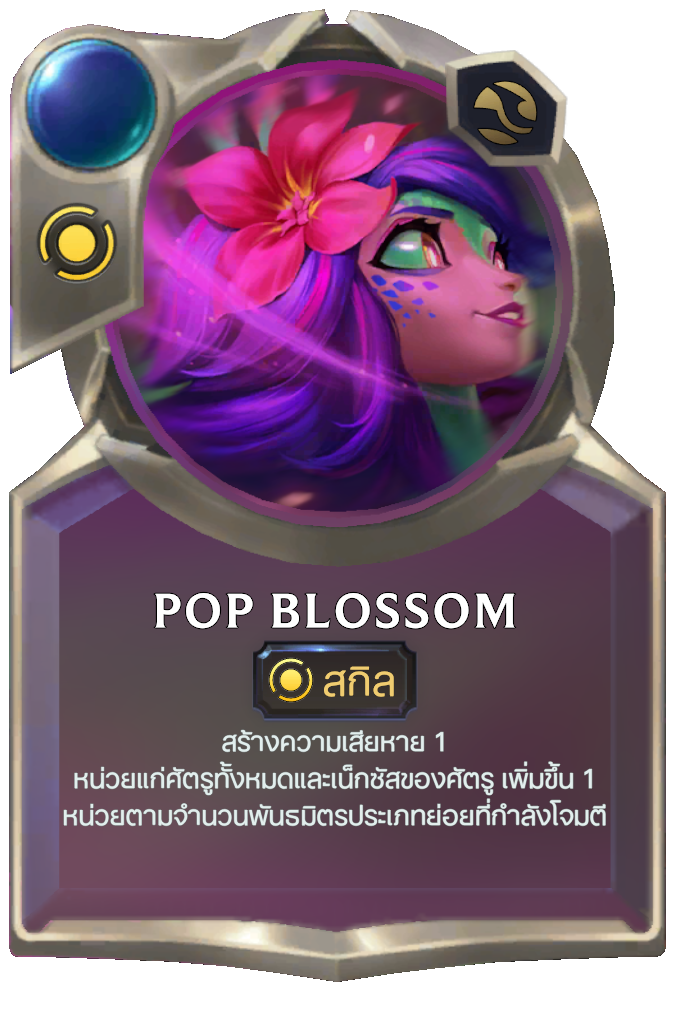 POP BLOSSOM
สกิล
สร้างความเสียหาย 1
หน่วยแก่ศัตรูทั้งหมดและเน็กซัสของศัตรู เพิ่มขึ้น 1
หน่วยตามจำนวนพันธมิตรประเภทย่อยที่กำลังโจมตี